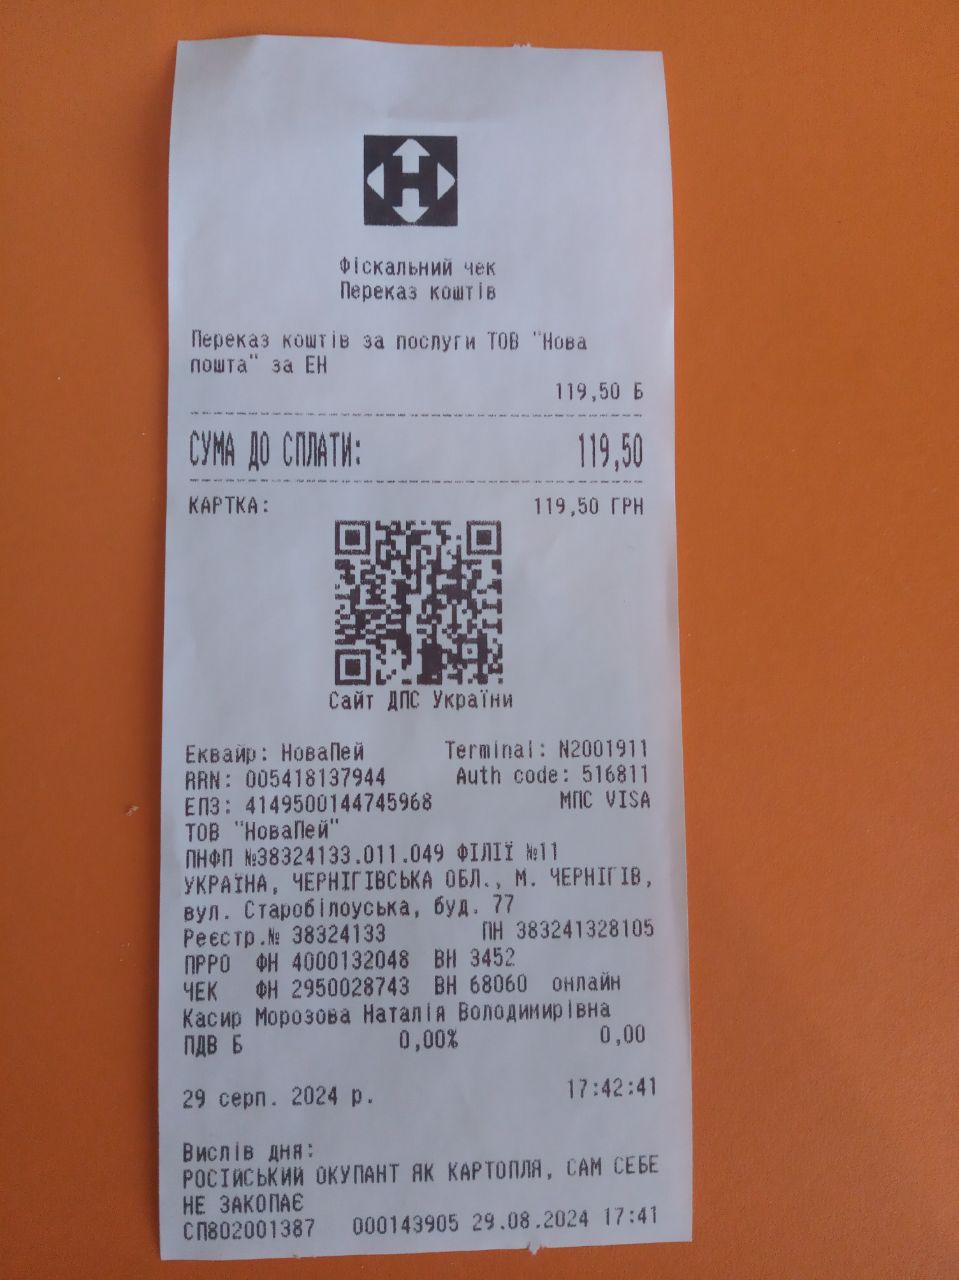 Н
Фіскальний чек
Переказ коштів
Переказ коштів за послуги ТОВ "Нова
пошта" за ЕН
119,50 Б
СУМА ДО СПЛАТИ: 119,50
КАРТКА: 119,50 ГРН
Сайт ДПС України
Еквайр: НоваПей Terminal: N2001911
RRN: 005418137944 Auth code: 516811
ЕПЗ: 4149500144745968 МПС VISA
ТОВ "НоваПей"
ПНФП №38324133.011.049 ФІЛІЇ №11
УКРАЇНА, ЧЕРНІГІВСЬКА ОБЛ., М. ЧЕРНІГІВ,
вул. Старобілоуська, буд. 77
Реєстр.№ 38324133 ПН 383241328105
ПРРО ФН 4000132048 ВН 3452
ЧЕК ФН 2950028743 ВН 68060 онлайн
Касир Морозова Наталія Володимирівна
ПДВ Б 0,00% 0,00
29 серп. 2024 р. 17:42:41
Вислів дня:
РОСІЙСЬКИЙ ОКУПАНТ ЯК КАРТОПЛЯ, САМ СЕБЕ
НЕ ЗАКОПАЄ
СП802001387 000143905 29.08.2024 17:41